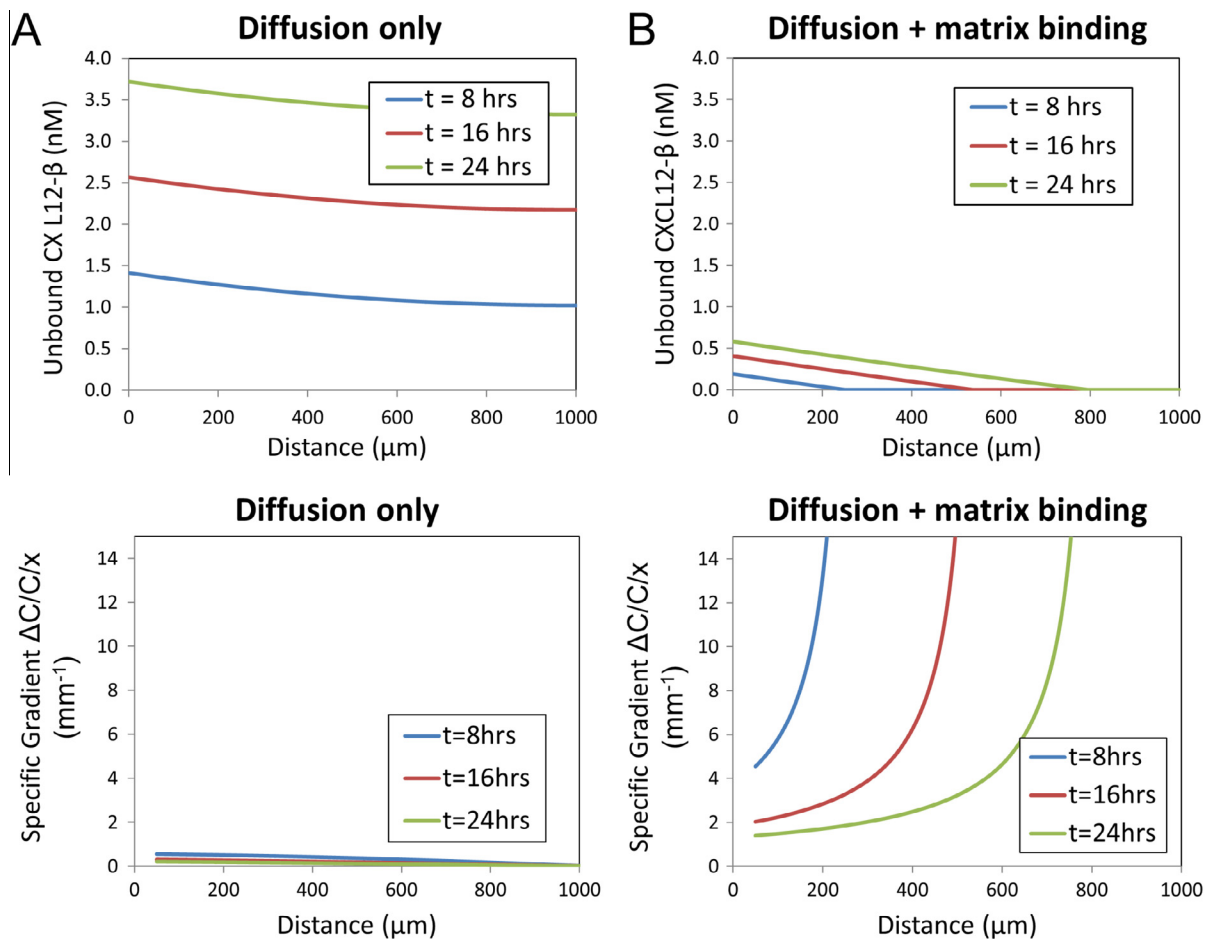 A
Diffusion only
Unbound CX L12-β (nM)
4.0
3.5
3.0
2.5
2.0
1.5
1.0
0.5
0.0
t = 8 hrs
t = 16 hrs
t = 24 hrs
0 200 400 600 800 1000
Distance (µm)
B
Diffusion + matrix binding
Unbound CXCL12-β (nM)
4.0
3.5
3.0
2.5
2.0
1.5
1.0
0.5
0.0
t = 8 hrs
t = 16 hrs
t = 24 hrs
0 200 400 600 800 1000
Distance (µm)
Diffusion only
Specific Gradient ΔC/C/x
(mm⁻¹)
14
12
10
8
6
4
2
0
t=8hrs
t=16hrs
t=24hrs
0 200 400 600 800 1000
Distance (µm)
Diffusion + matrix binding
Specific Gradient ΔC/C/x
(mm⁻¹)
14
12
10
8
6
4
2
0
t=8hrs
t=16hrs
t=24hrs
0 200 400 600 800 1000
Distance (µm)